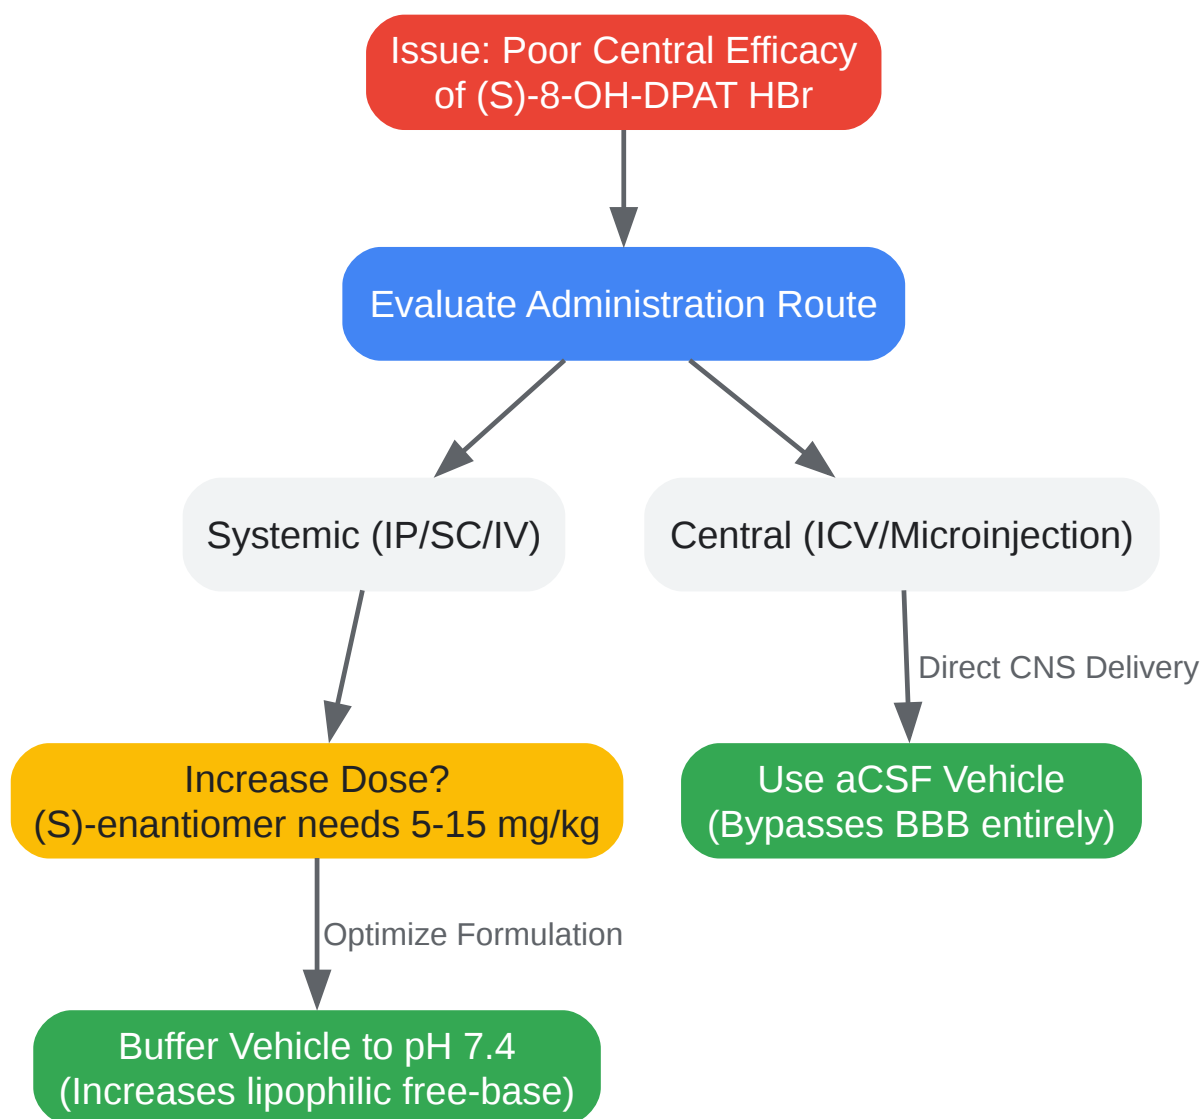 Issue: Poor Central Efficacy
of (S)-8-OH-DPAT HBr
Evaluate Administration Route
Systemic (IP/SC/IV)
Central (ICV/Microinjection)
Direct CNS Delivery
Increase Dose?
(S)-enantiomer needs 5-15 mg/kg
Use aCSF Vehicle
(Bypasses BBB entirely)
Optimize Formulation
Buffer Vehicle to pH 7.4
(Increases lipophilic free-base)